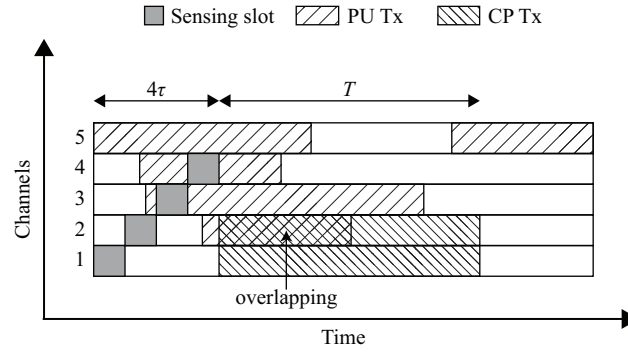 Sensing slot PU Tx CP Tx
4τ T
5
4
3
2
1
Channels
overlapping
Time